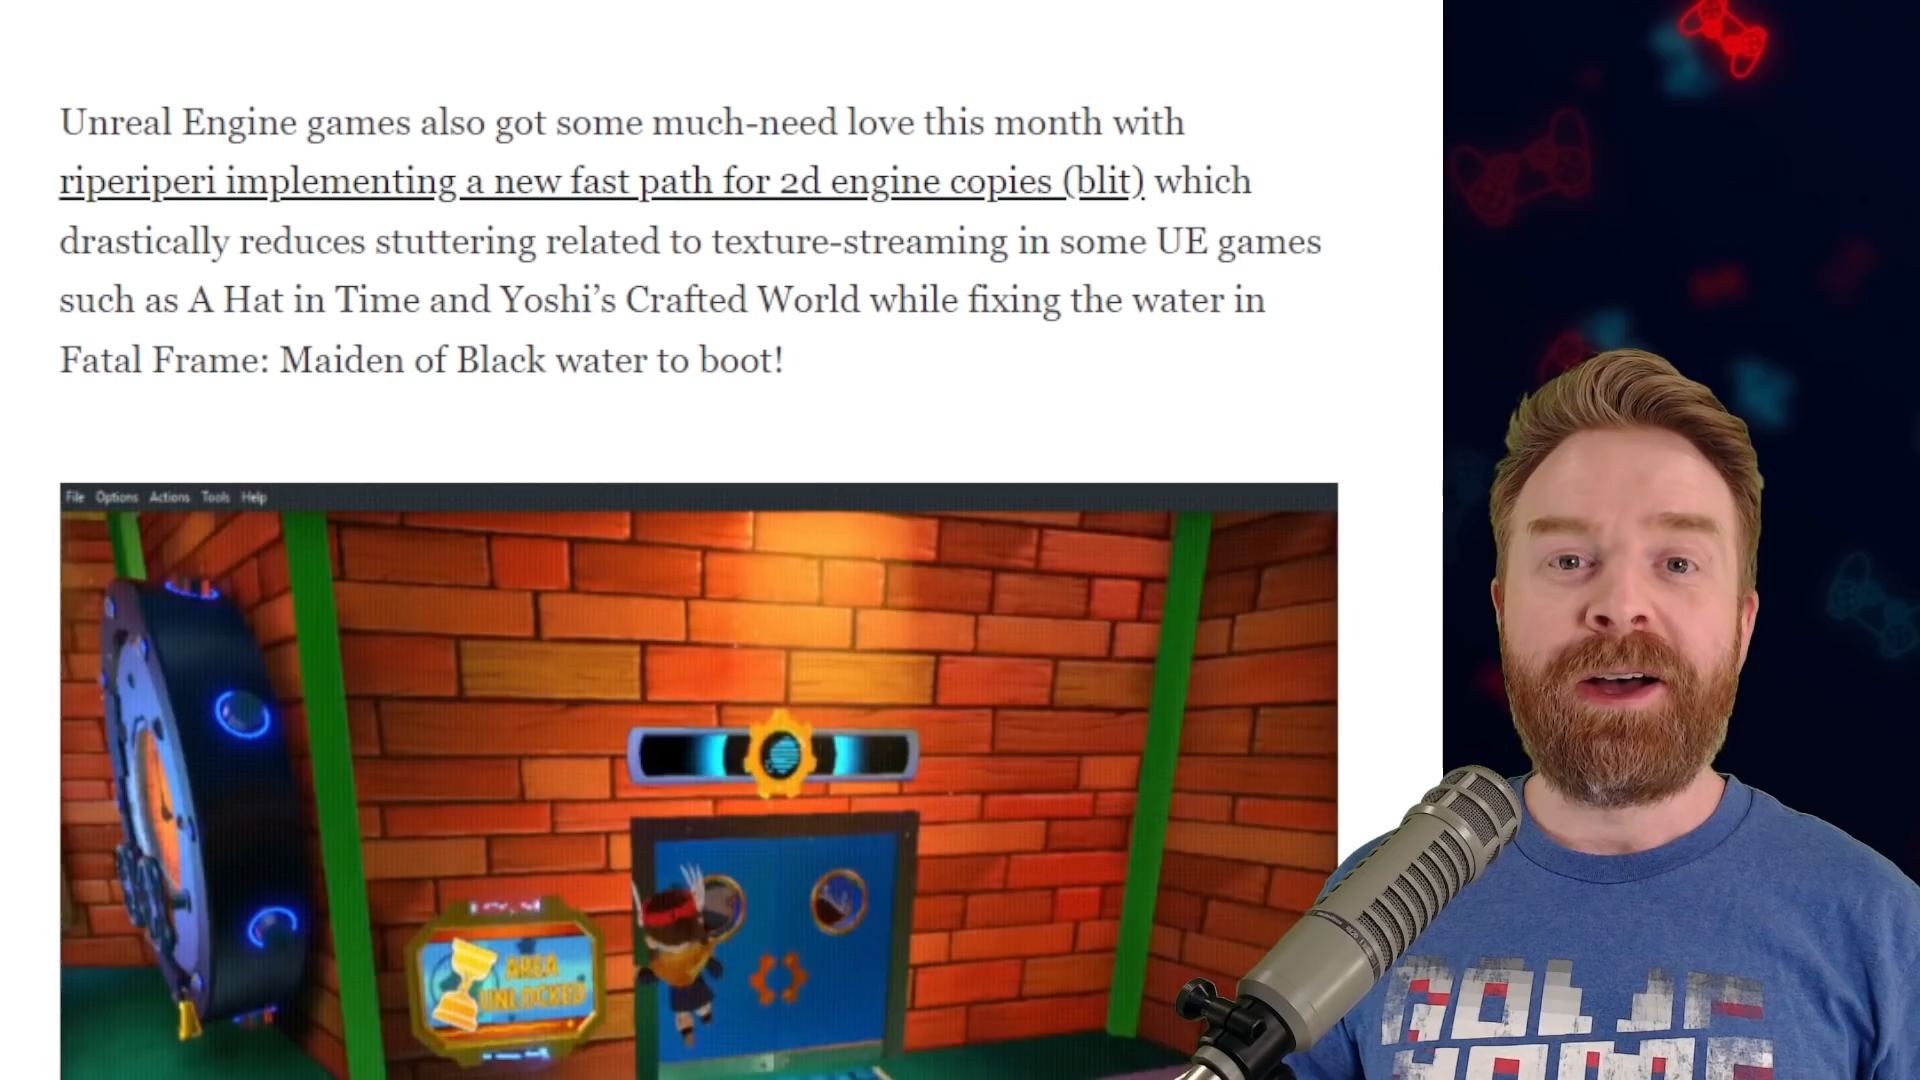 Unreal Engine games also got some much-need love this month with
riperiperi implementing a new fast path for 2d engine copies (blit) which
drastically reduces stuttering related to texture-streaming in some UE games
such as A Hat in Time and Yoshi’s Crafted World while fixing the water in
Fatal Frame: Maiden of Black water to boot!
File Options Actions Tools Help
AREA
UNLOCKED